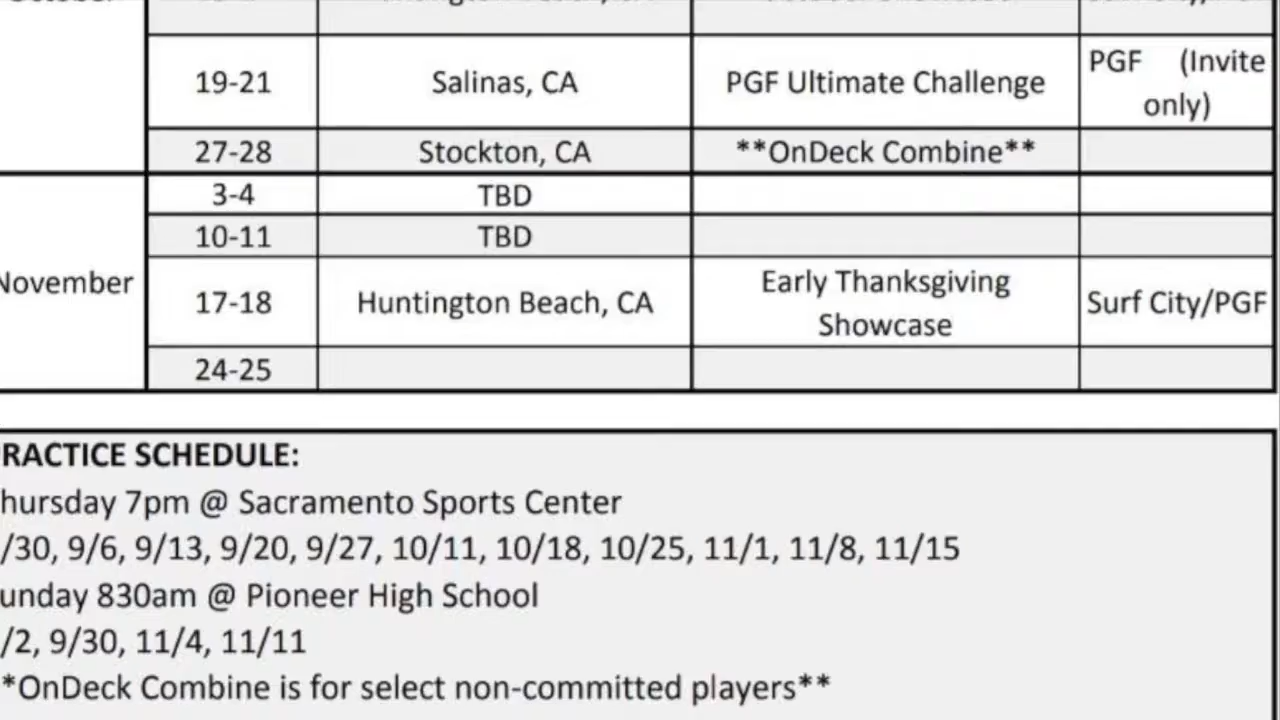 19-21 Salinas, CA PGF Ultimate Challenge PGF (Invite only)
27-28 Stockton, CA **OnDeck Combine**
November
3-4 TBD
10-11 TBD
17-18 Huntington Beach, CA Early Thanksgiving Showcase Surf City/PGF
24-25
RACTICE SCHEDULE:
hursday 7pm @ Sacramento Sports Center
/30, 9/6, 9/13, 9/20, 9/27, 10/11, 10/18, 10/25, 11/1, 11/8, 11/15
unday 830am @ Pioneer High School
/2, 9/30, 11/4, 11/11
*OnDeck Combine is for select non-committed players**